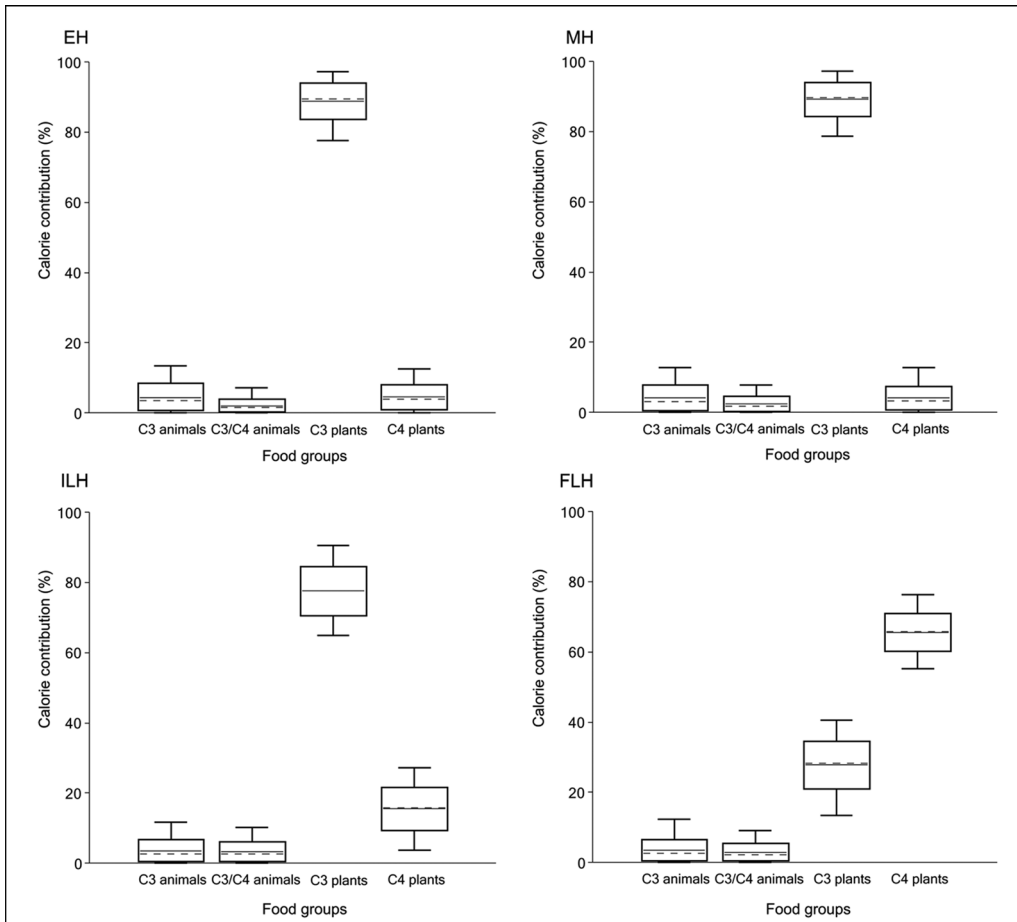 EH
Calorie contribution (%)
100
80
60
40
20
0
C3 animals C3/C4 animals C3 plants C4 plants
Food groups
MH
Calorie contribution (%)
100
80
60
40
20
0
C3 animals C3/C4 animals C3 plants C4 plants
Food groups
ILH
Calorie contribution (%)
100
80
60
40
20
0
C3 animals C3/C4 animals C3 plants C4 plants
Food groups
FLH
Calorie contribution (%)
100
80
60
40
20
0
C3 animals C3/C4 animals C3 plants C4 plants
Food groups